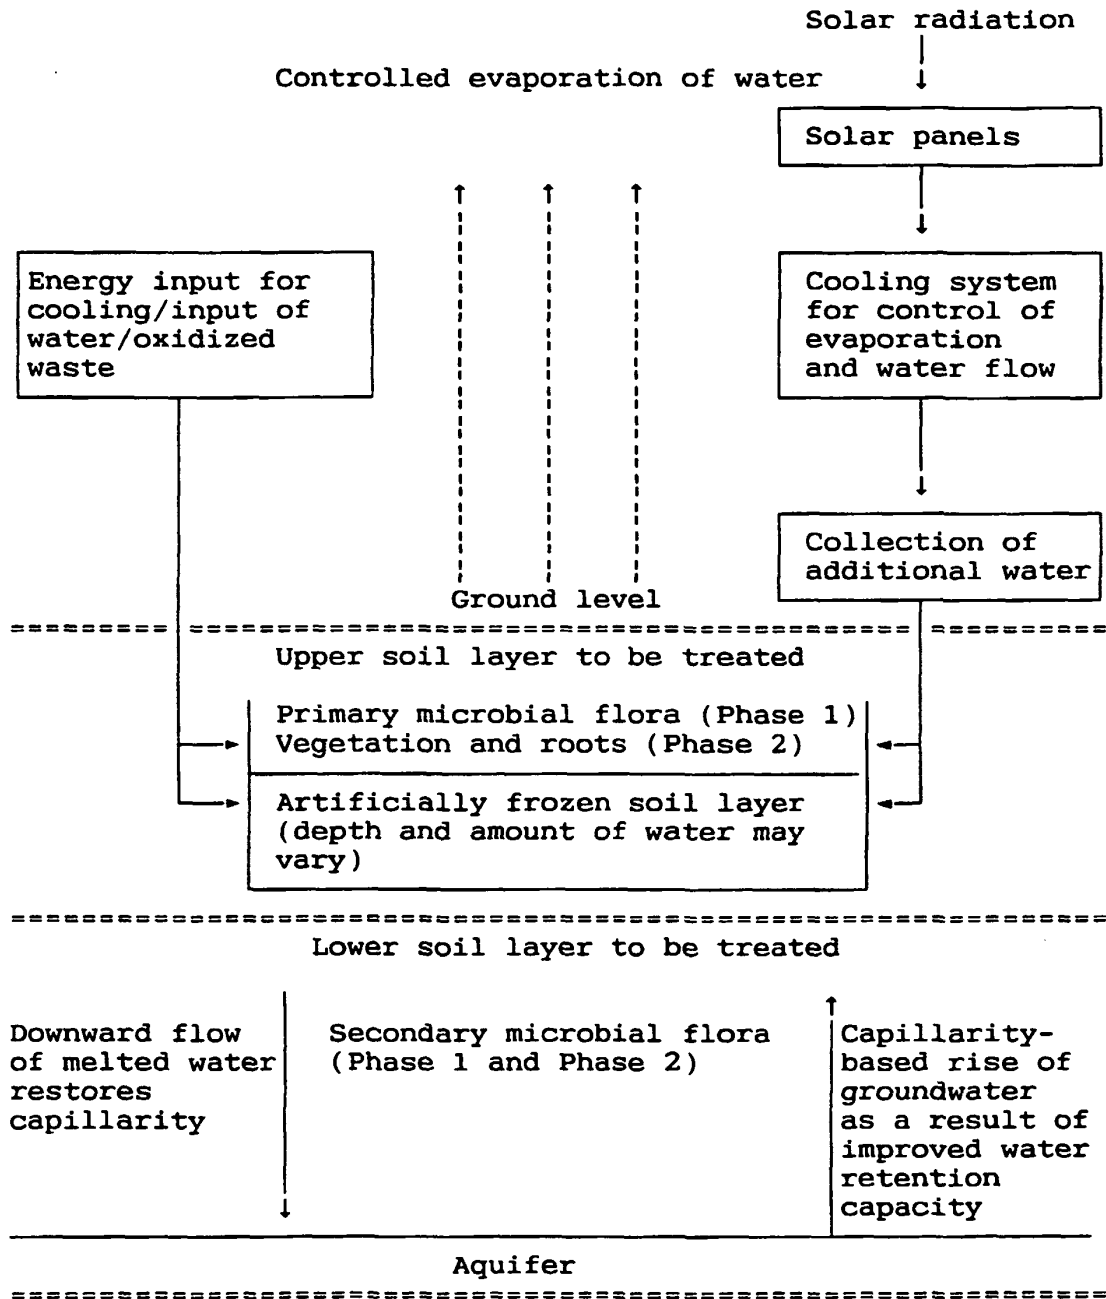 Solar radiation
Controlled evaporation of water
Solar panels
Energy input for
cooling/input of
water/oxidized
waste
Cooling system
for control of
evaporation
and water flow
Collection of
additional water
Ground level
Upper soil layer to be treated
Primary microbial flora (Phase 1)
Vegetation and roots (Phase 2)
Artificially frozen soil layer
(depth and amount of water may
vary)
Lower soil layer to be treated
Downward flow
of melted water
restores
capillarity
Secondary microbial flora
(Phase 1 and Phase 2)
Capillarity-
based rise of
groundwater
as a result of
improved water
retention
capacity
Aquifer